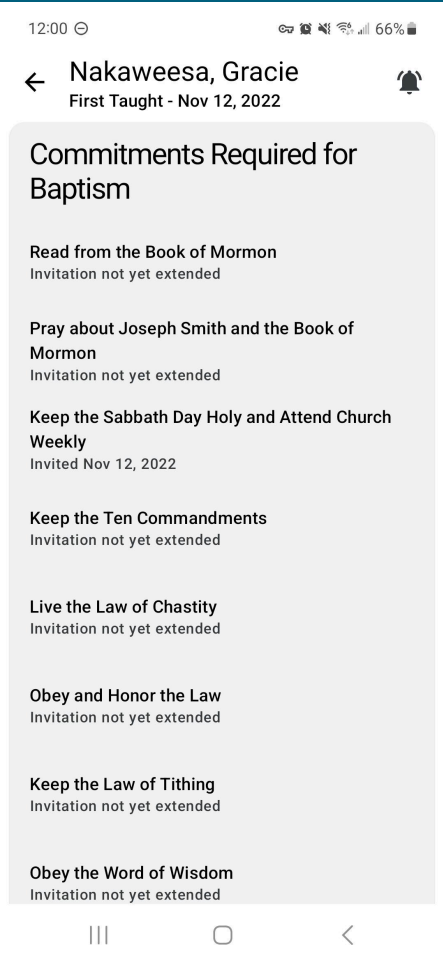 12:00
66%
Nakaweesa, Gracie
First Taught - Nov 12, 2022
Commitments Required for
Baptism
Read from the Book of Mormon
Invitation not yet extended
Pray about Joseph Smith and the Book of
Mormon
Invitation not yet extended
Keep the Sabbath Day Holy and Attend Church
Weekly
Invited Nov 12, 2022
Keep the Ten Commandments
Invitation not yet extended
Live the Law of Chastity
Invitation not yet extended
Obey and Honor the Law
Invitation not yet extended
Keep the Law of Tithing
Invitation not yet extended
Obey the Word of Wisdom
Invitation not yet extended